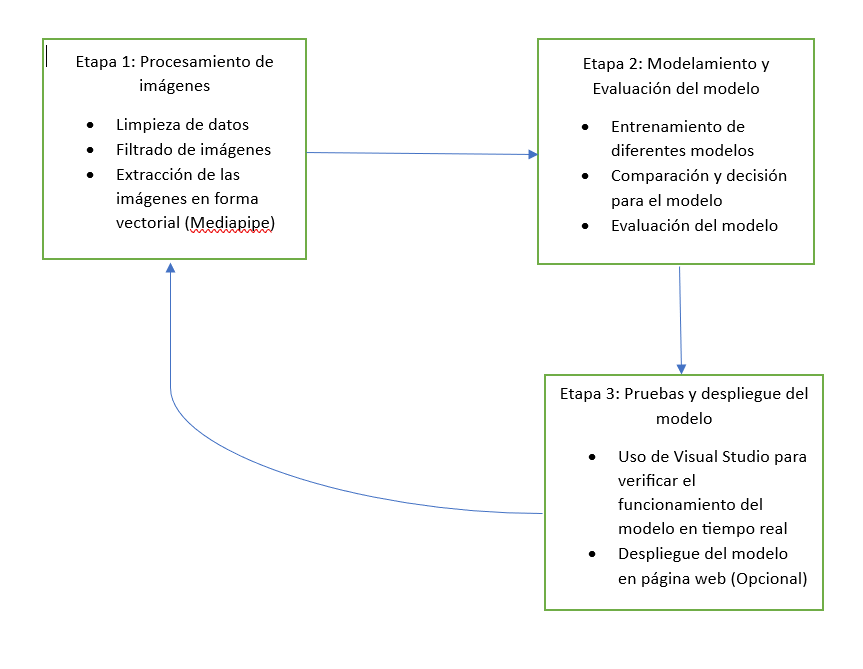 Etapa 1: Procesamiento de
imágenes
• Limpieza de datos
• Filtrado de imágenes
• Extracción de las
imágenes en forma
vectorial (Mediapipe)
Etapa 2: Modelamiento y
Evaluación del modelo
• Entrenamiento de
diferentes modelos
• Comparación y decisión
para el modelo
• Evaluación del modelo
Etapa 3: Pruebas y despliegue del
modelo
• Uso de Visual Studio para
verificar el
funcionamiento del
modelo en tiempo real
• Despliegue del modelo
en página web (Opcional)